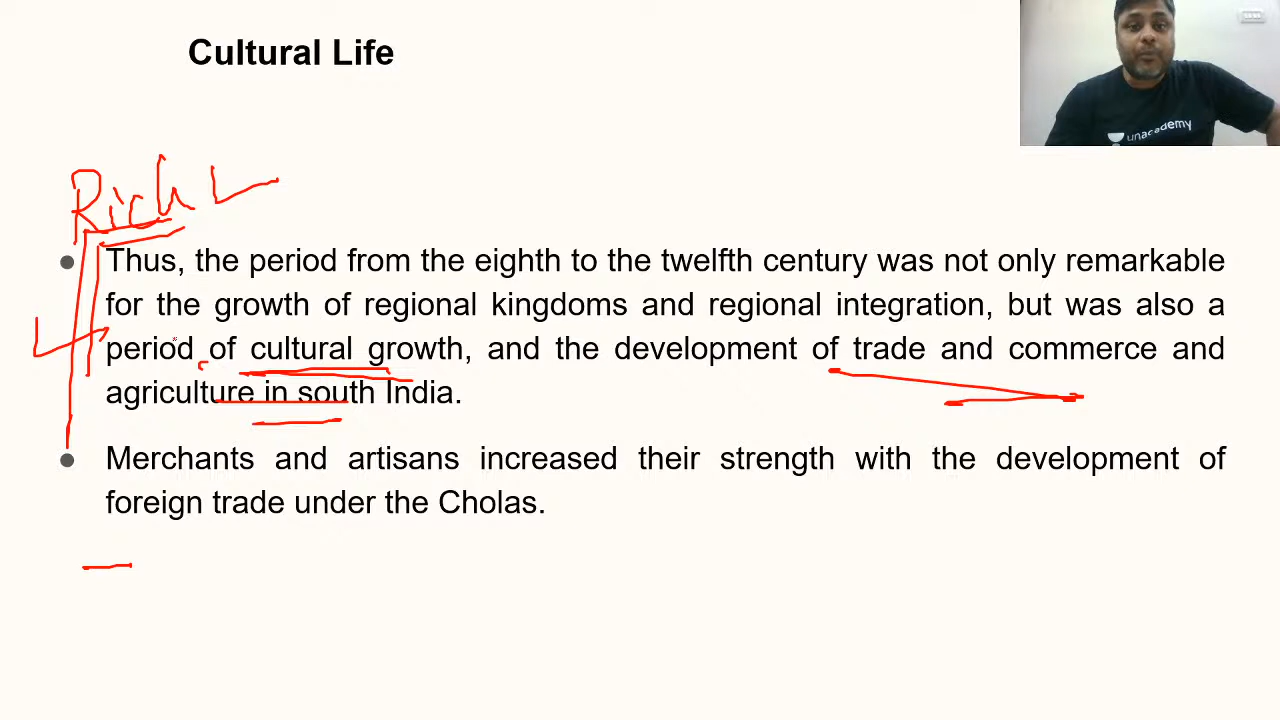 Cultural Life
unacademy
Rich
Thus, the period from the eighth to the twelfth century was not only remarkable
for the growth of regional kingdoms and regional integration, but was also a
period of cultural growth, and the development of trade and commerce and
agriculture in south India.
Merchants and artisans increased their strength with the development of
foreign trade under the Cholas.